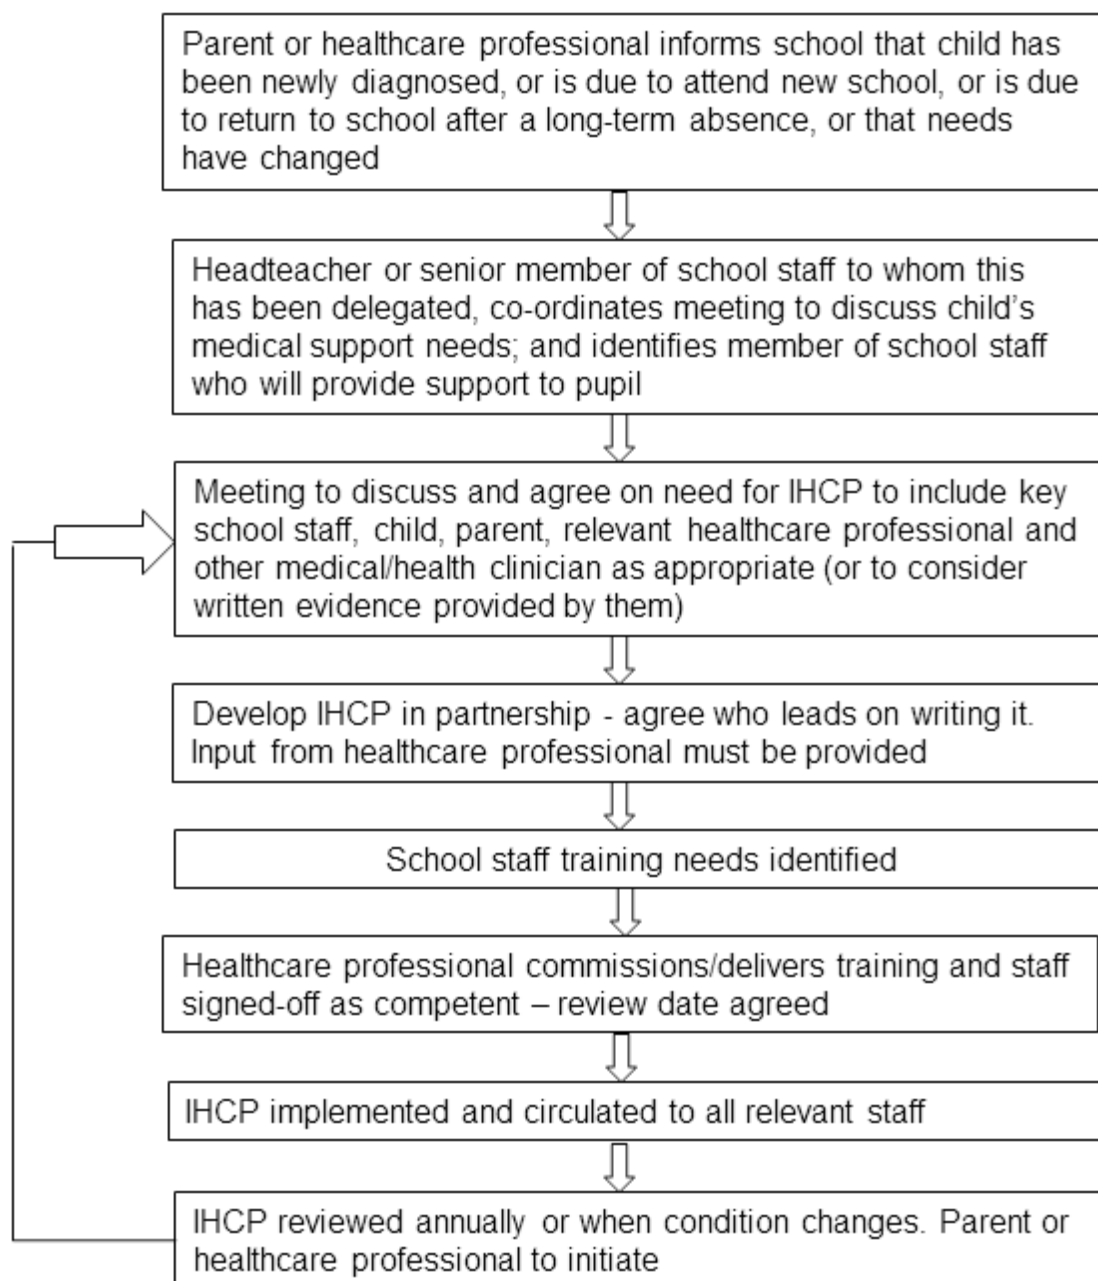 Parent or healthcare professional informs school that child has
been newly diagnosed, or is due to attend new school, or is due
to return to school after a long-term absence, or that needs
have changed
Headteacher or senior member of school staff to whom this
has been delegated, co-ordinates meeting to discuss child's
medical support needs; and identifies member of school staff
who will provide support to pupil
Meeting to discuss and agree on need for IHCP to include key
school staff, child, parent, relevant healthcare professional and
other medical/health clinician as appropriate (or to consider
written evidence provided by them)
Develop IHCP in partnership - agree who leads on writing it.
Input from healthcare professional must be provided
School staff training needs identified
Healthcare professional commissions/delivers training and staff
signed-off as competent – review date agreed
IHCP implemented and circulated to all relevant staff
IHCP reviewed annually or when condition changes. Parent or
healthcare professional to initiate